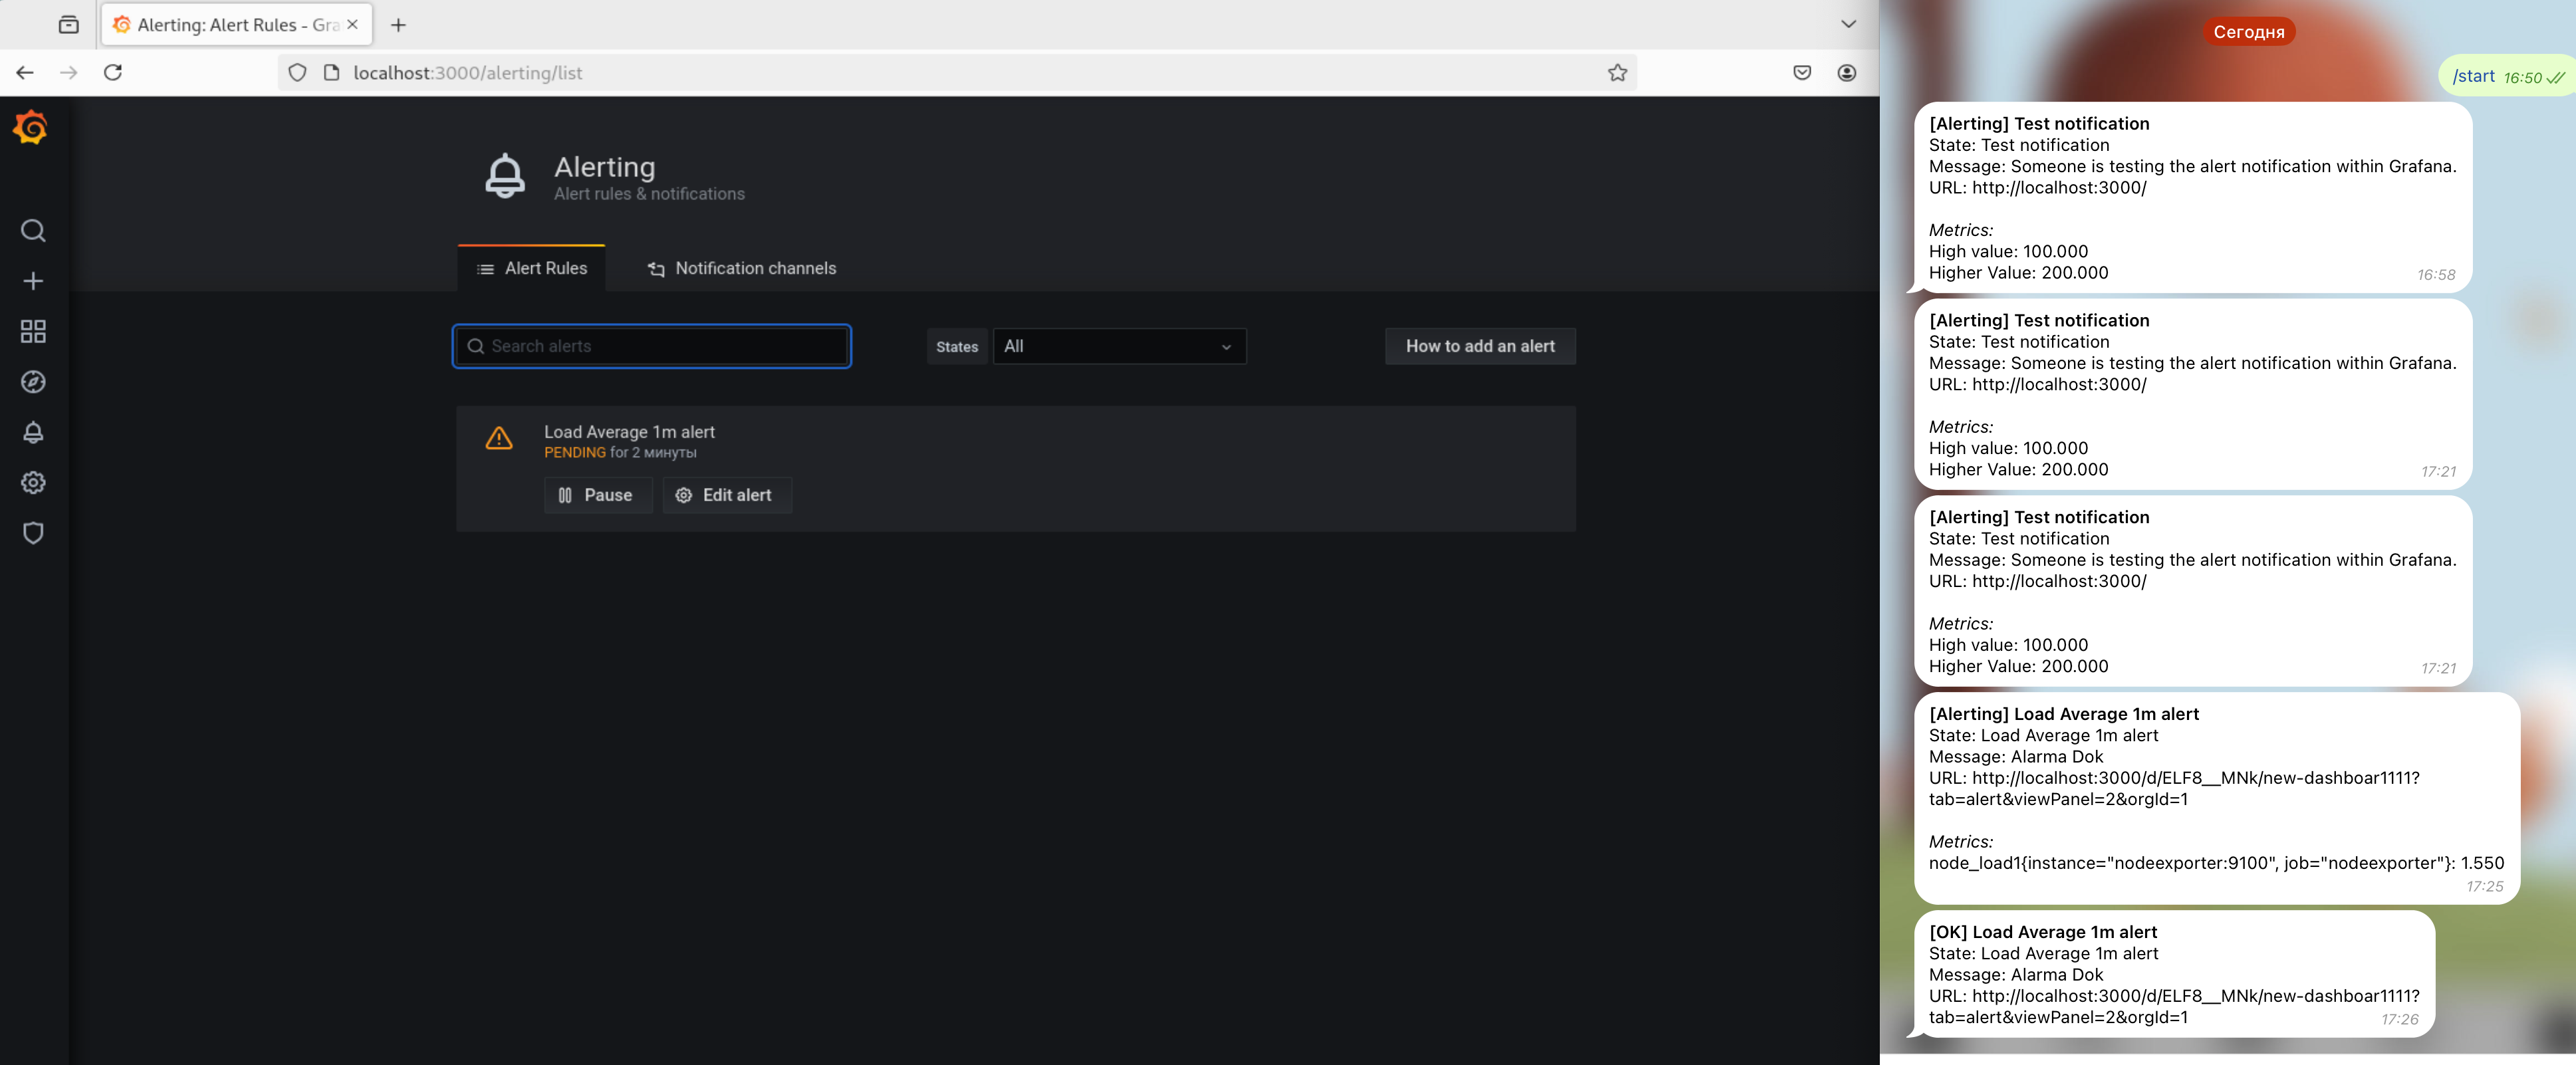 Alerting: Alert Rules - Gra
localhost:3000/alerting/list
Alerting
Alert rules & notifications
Alert Rules
Notification channels
Search alerts
States
All
How to add an alert
Load Average 1m alert
PENDING for 2 минуты
Pause
Edit alert
Сегодня
/start 16:50
[Alerting] Test notification
State: Test notification
Message: Someone is testing the alert notification within Grafana.
URL: http://localhost:3000/
Metrics:
High value: 100.000
Higher Value: 200.000
16:58
[Alerting] Test notification
State: Test notification
Message: Someone is testing the alert notification within Grafana.
URL: http://localhost:3000/
Metrics:
High value: 100.000
Higher Value: 200.000
17:21
[Alerting] Test notification
State: Test notification
Message: Someone is testing the alert notification within Grafana.
URL: http://localhost:3000/
Metrics:
High value: 100.000
Higher Value: 200.000
17:21
[Alerting] Load Average 1m alert
State: Load Average 1m alert
Message: Alarma Dok
URL: http://localhost:3000/d/ELF8__MNk/new-dashboar1111?
tab=alert&viewPanel=2&orgId=1
Metrics:
node_load1{instance="nodeexporter:9100", job="nodeexporter"}: 1.550
17:25
[OK] Load Average 1m alert
State: Load Average 1m alert
Message: Alarma Dok
URL: http://localhost:3000/d/ELF8__MNk/new-dashboar1111?
tab=alert&viewPanel=2&orgId=1
17:26